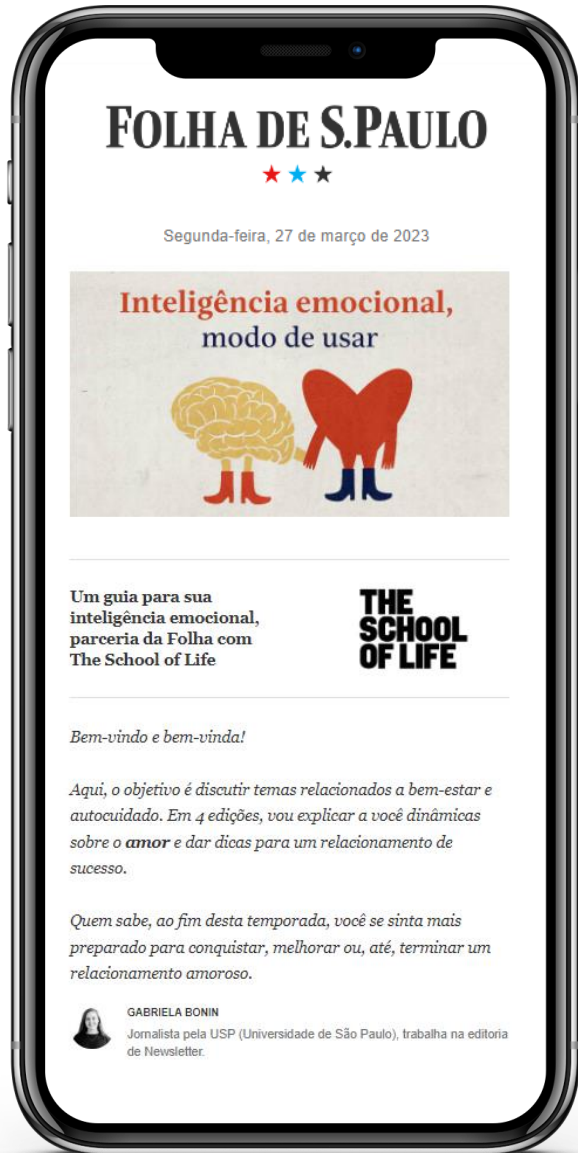 FOLHA DE S.PAULO
Segunda-feira, 27 de março de 2023
Inteligência emocional,
modo de usar
Um guia para sua
inteligência emocional,
parceria da Folha com
The School of Life
THE
SCHOOL
OF LIFE
Bem-vindo e bem-vinda!
Aqui, o objetivo é discutir temas relacionados a bem-estar e
autocuidado. Em 4 edições, vou explicar a você dinâmicas
sobre o amor e dar dicas para um relacionamento de
sucesso.
Quem sabe, ao fim desta temporada, você se sinta mais
preparado para conquistar, melhorar ou, até, terminar um
relacionamento amoroso.
GABRIELA BONIN
Jornalista pela USP (Universidade de São Paulo), trabalha na editoria
de Newsletter.